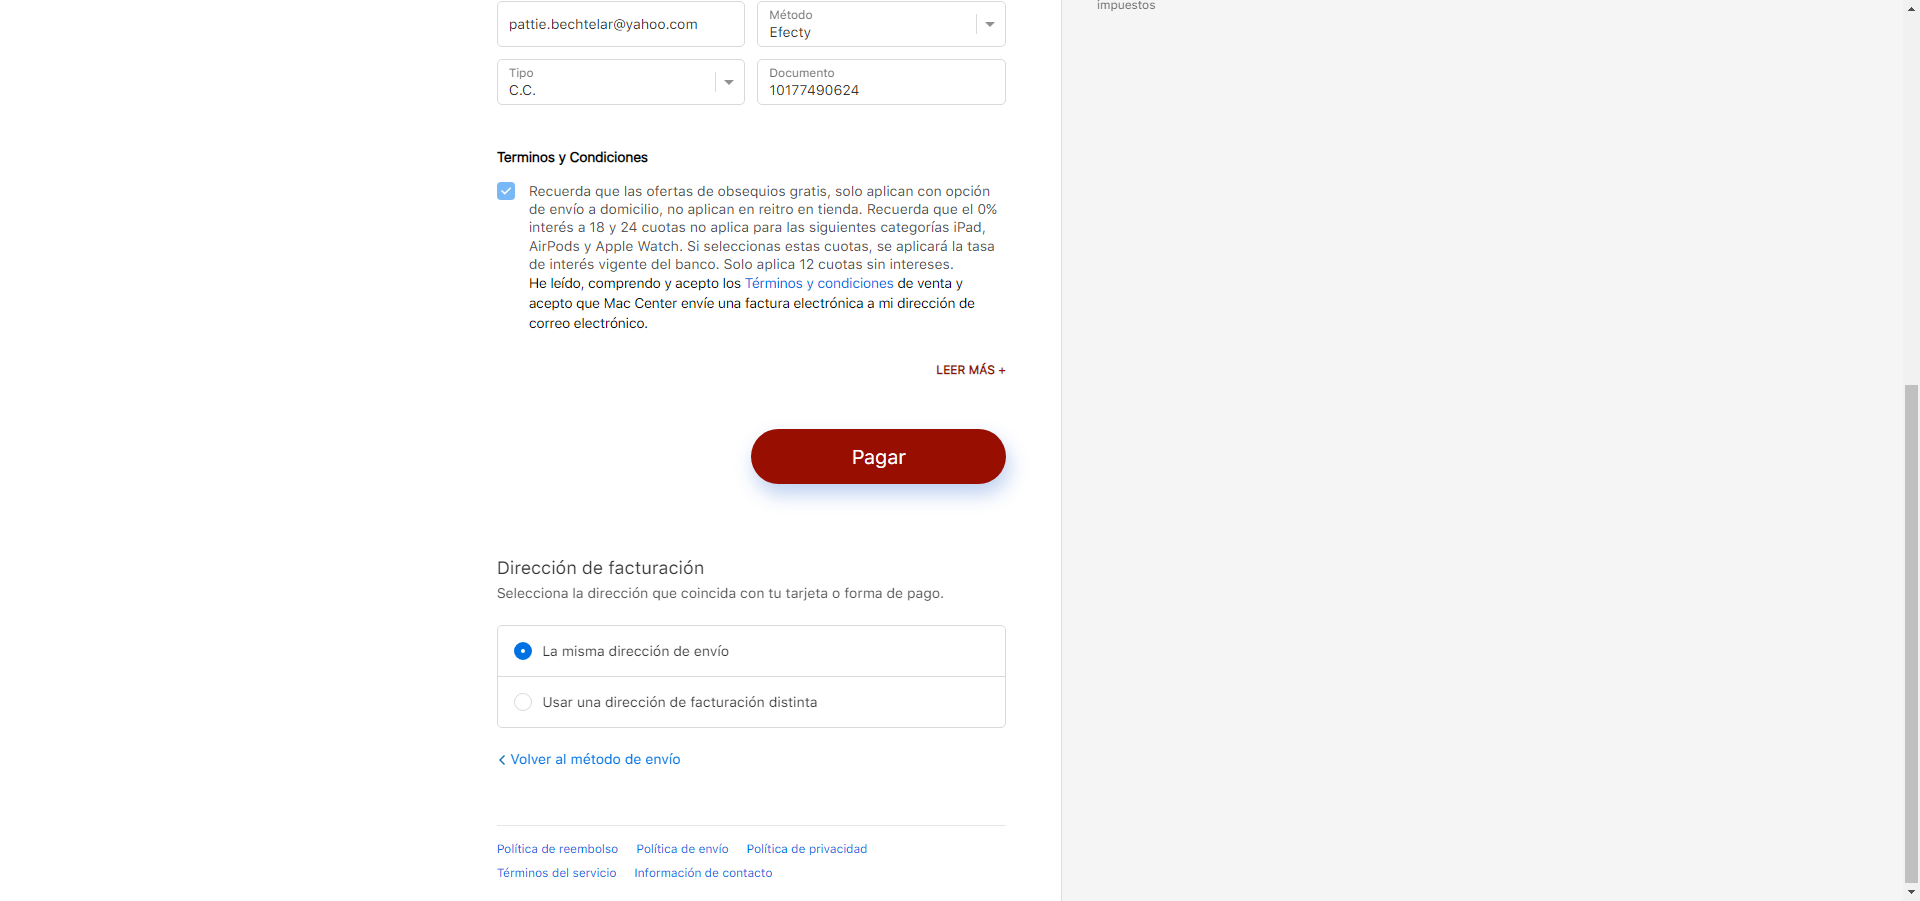 impuestos
pattie.bechtelar@yahoo.com
Método
Efecty
Tipo
C.C.
Documento
10177490624
Terminos y Condiciones
Recuerda que las ofertas de obsequios gratis, solo aplican con opción
de envío a domicilio, no aplican en reitro en tienda. Recuerda que el 0%
interés a 18 y 24 cuotas no aplica para las siguientes categorías iPad,
AirPods y Apple Watch. Si seleccionas estas cuotas, se aplicará la tasa
de interés vigente del banco. Solo aplica 12 cuotas sin intereses.
He leído, comprendo y acepto los Términos y condiciones de venta y
acepto que Mac Center envíe una factura electrónica a mi dirección de
correo electrónico.
LEER MÁS +
Pagar
Dirección de facturación
Selecciona la dirección que coincida con tu tarjeta o forma de pago.
La misma dirección de envío
Usar una dirección de facturación distinta
Volver al método de envío
Política de reembolso Política de envío Política de privacidad
Términos del servicio Información de contacto